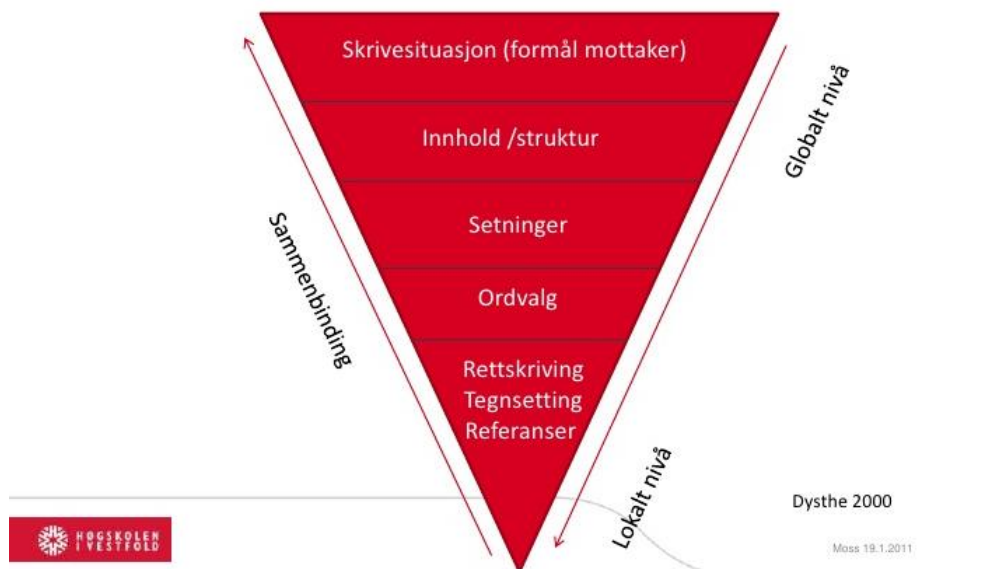 Skrivesituasjon (formål mottaker)
Innhold /struktur
Setninger
Ordvalg
Rettskriving
Tegnsetting
Referanser
Sammenbinding
Globalt nivå
Lokalt nivå
Dysthe 2000
HØGSKOLEN
I VESTFOLD
Moss 19.1.2011